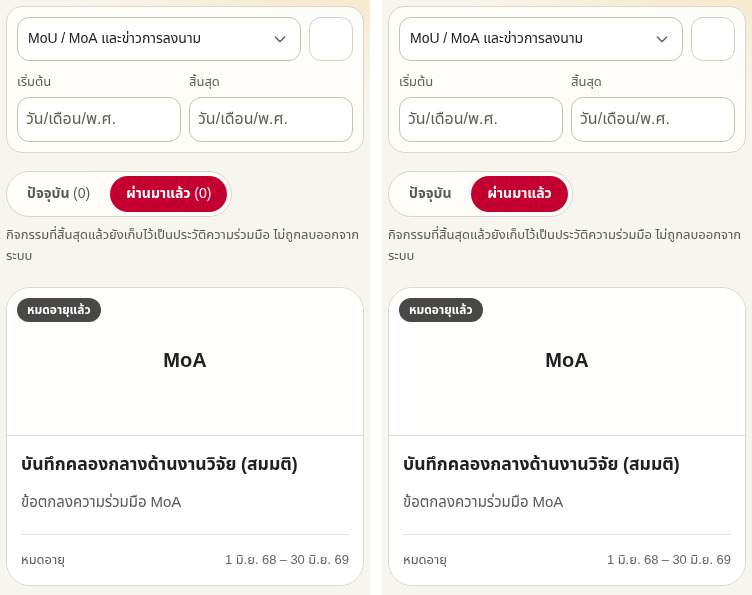 MoU / MoA และข่าวการลงนาม
เริ่มต้น
สิ้นสุด
วัน/เดือน/พ.ศ.
วัน/เดือน/พ.ศ.
ปัจจุบัน (0)
ผ่านมาแล้ว (0)
กิจกรรมที่สิ้นสุดแล้วยังเก็บไว้เป็นประวัติความร่วมมือ ไม่ถูกลบออกจาก
ระบบ
หมดอายุแล้ว
MoA
บันทึกคลองกลางด้านงานวิจัย (สมมติ)
ข้อตกลงความร่วมมือ MoA
หมดอายุ
1 มิ.ย. 68 – 30 มิ.ย. 69
MoU / MoA และข่าวการลงนาม
เริ่มต้น
สิ้นสุด
วัน/เดือน/พ.ศ.
วัน/เดือน/พ.ศ.
ปัจจุบัน
ผ่านมาแล้ว
กิจกรรมที่สิ้นสุดแล้วยังเก็บไว้เป็นประวัติความร่วมมือ ไม่ถูกลบออกจาก
ระบบ
หมดอายุแล้ว
MoA
บันทึกคลองกลางด้านงานวิจัย (สมมติ)
ข้อตกลงความร่วมมือ MoA
หมดอายุ
1 มิ.ย. 68 – 30 มิ.ย. 69